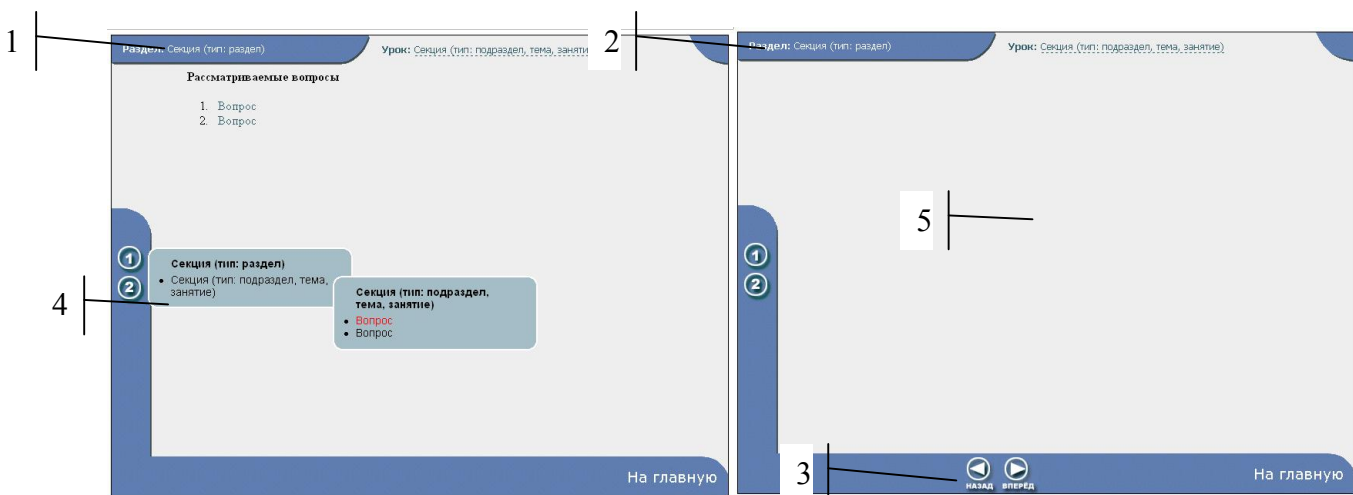 1
Раздел: Секция (тип: раздел)
Урок: Секция (тип: подраздел, тема, заняти
Рассматриваемые вопросы
1. Вопрос
2. Вопрос
1
2
Секция (тип: раздел)
• Секция (тип: подраздел, тема,
занятие)
Секция (тип: подраздел,
тема, занятие)
• Вопрос
• Вопрос
4
На главную
2
Раздел: Секция (тип: раздел)
Урок: Секция (тип: подраздел, тема, занятие)
5
1
2
3
НАЗАД ВПЕРЁД
На главную